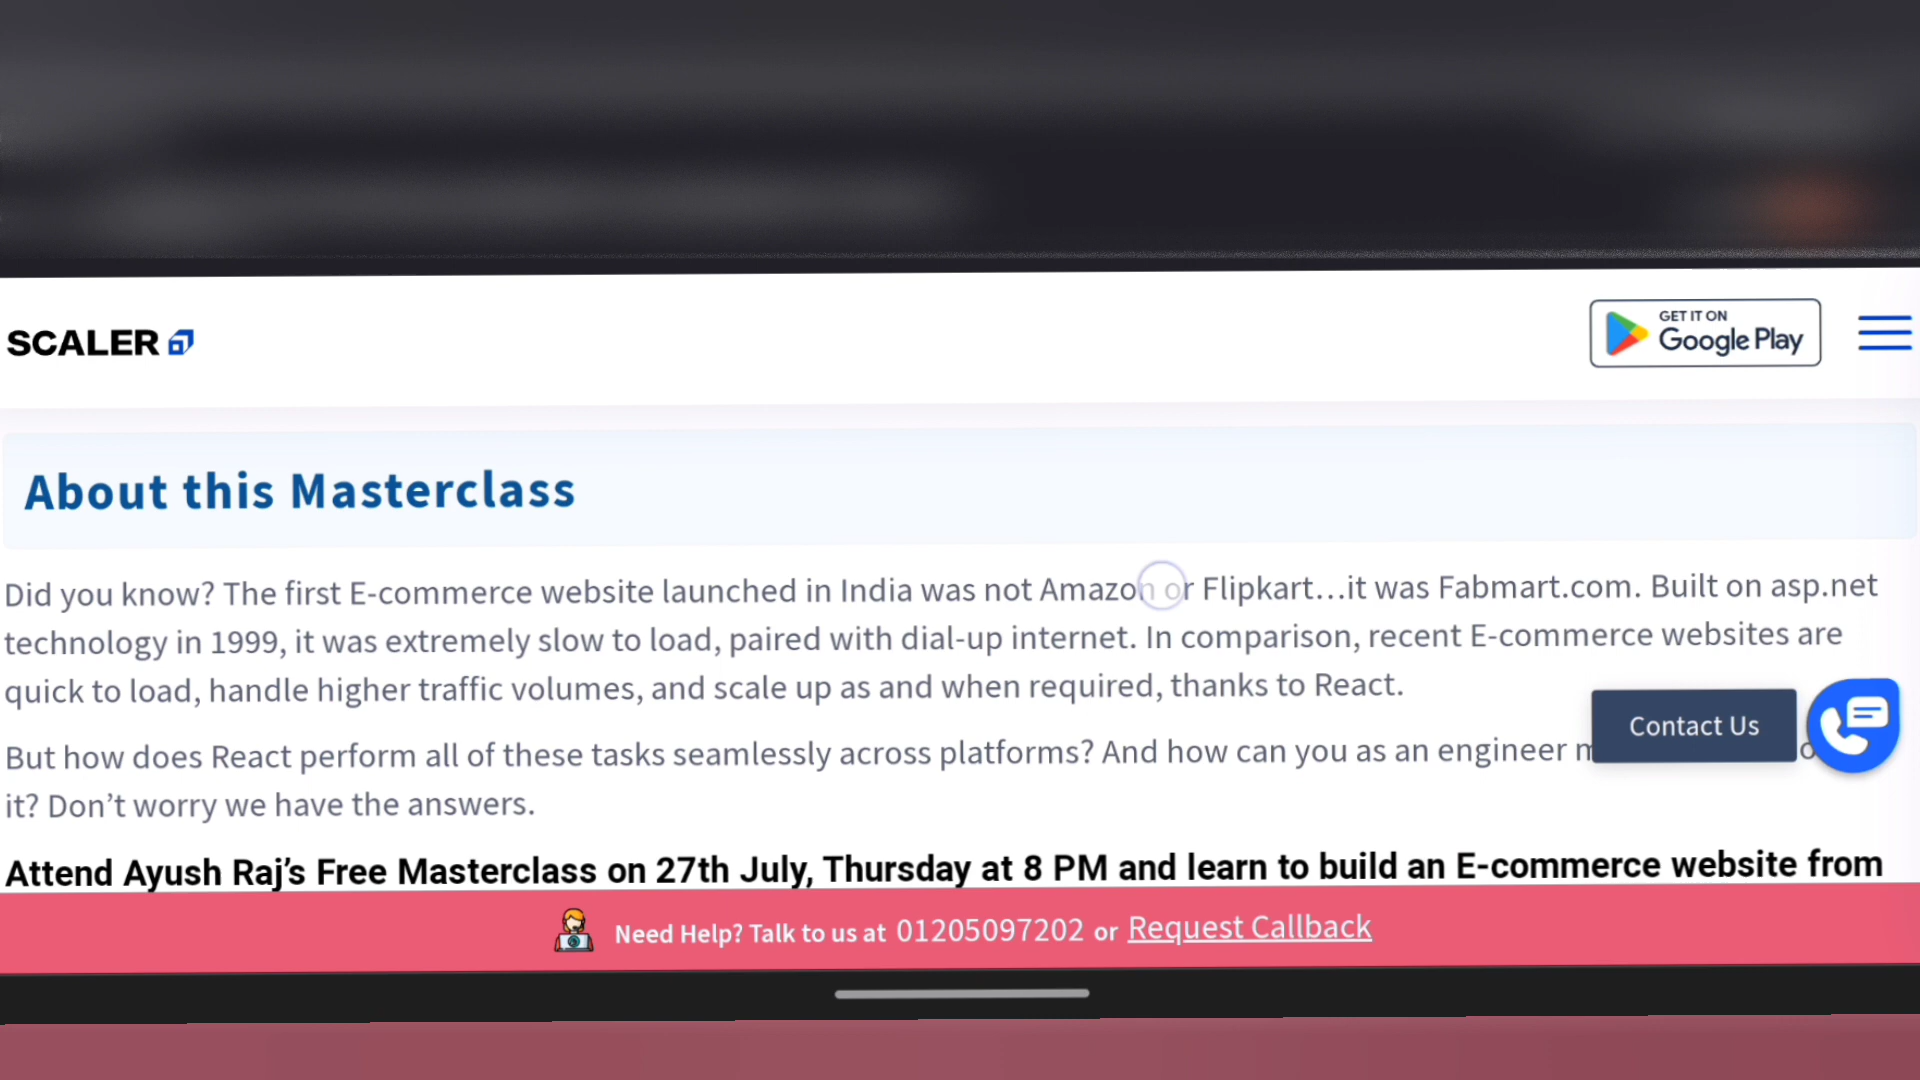 SCALER
GET IT ON
Google Play
About this Masterclass
Did you know? The first E-commerce website launched in India was not Amazon or Flipkart...it was Fabmart.com. Built on asp.net
technology in 1999, it was extremely slow to load, paired with dial-up internet. In comparison, recent E-commerce websites are
quick to load, handle higher traffic volumes, and scale up as and when required, thanks to React.
Contact Us
But how does React perform all of these tasks seamlessly across platforms? And how can you as an engineer
it? Don't worry we have the answers.
Attend Ayush Raj's Free Masterclass on 27th July, Thursday at 8 PM and learn to build an E-commerce website from
Need Help? Talk to us at 01205097202 or Request Callback